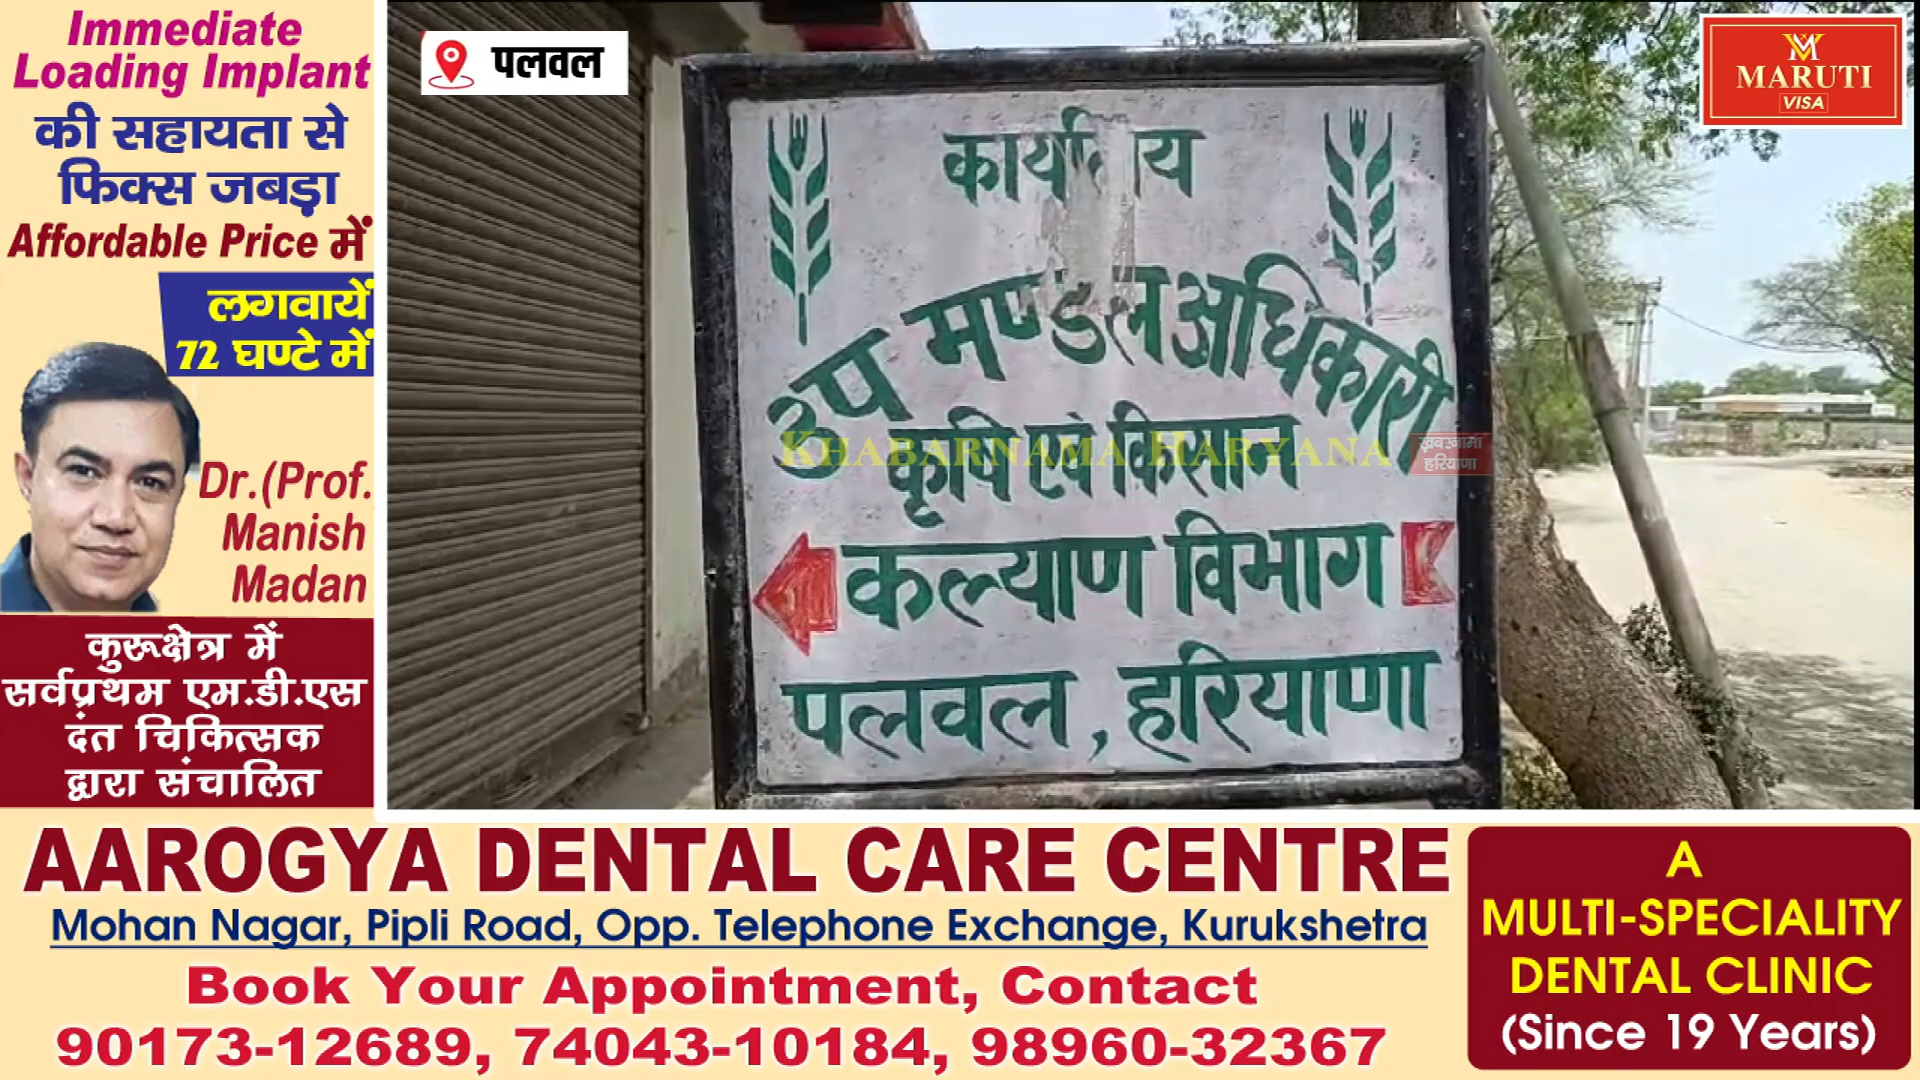 Immediate
Loading Implant
की सहायता से
फिक्स जबड़ा
Affordable Price में
लगवायें
72 घण्टे में
Dr.(Prof.
Manish
Madan
कुरूक्षेत्र में
सर्वप्रथम एम.डी.एस
दंत चिकित्सक
द्वारा संचालित
पलवल
MARUTI
VISA
उप मण्डल अधिकारी
कृषि एवं किसान
KHABARNAMA HARYANA
खबरनामा
हरियाणा
कल्याण विभाग
पलवल, हरियाणा
AAROGYA DENTAL CARE CENTRE
Mohan Nagar, Pipli Road, Opp. Telephone Exchange, Kurukshetra
Book Your Appointment, Contact
90173-12689, 74043-10184, 98960-32367
A
MULTI-SPECIALITY
DENTAL CLINIC
(Since 19 Years)